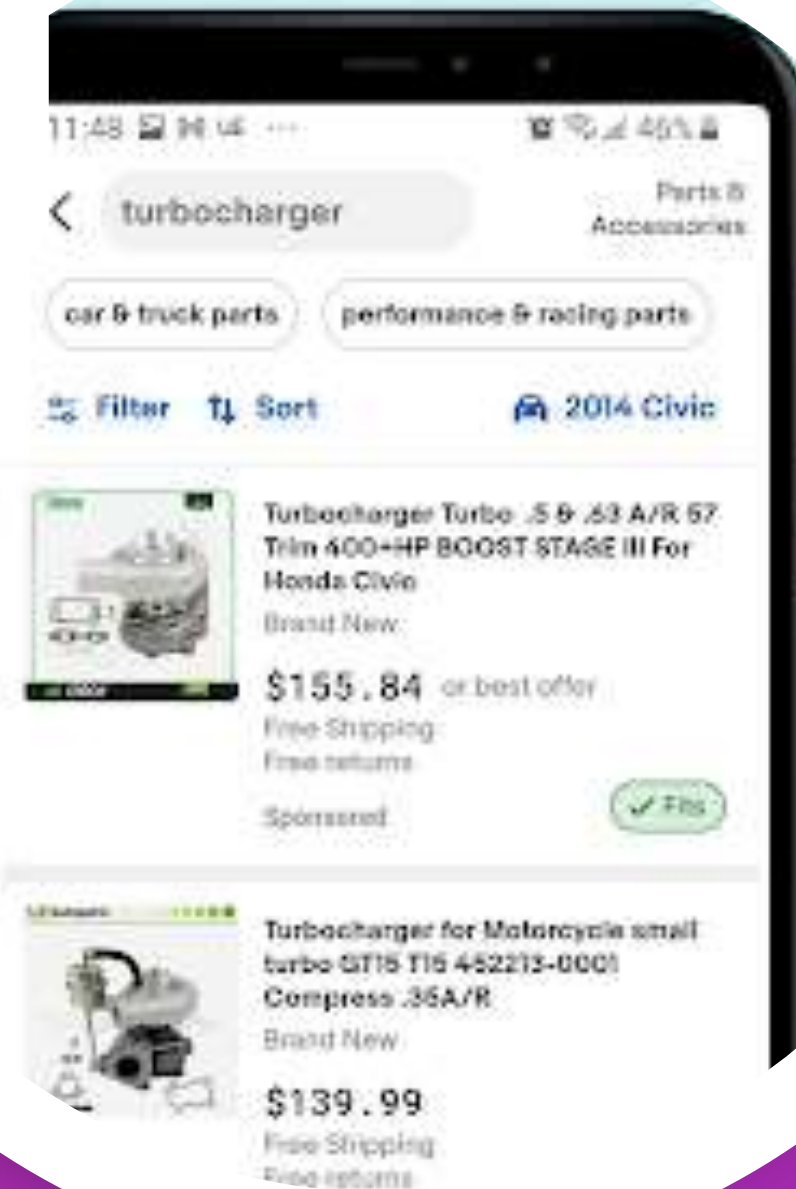 11:48
46%
turbocharger
Parts &
Accessories
car & truck parts
performance & racing parts
Filter
Sort
2014 Civic
Turbocharger Turbo .5 & .63 A/R 57
Trim 400+HP BOOST STAGE III For
Honda Civic
Brand New
$155.84 or best offer
Free Shipping
Free returns
Sponsored
Fits
Turbocharger for Motorcycle small
turbo GT15 T15 452213-0001
Compress .35A/R
Brand New
$139.99
Free Shipping
Free returns